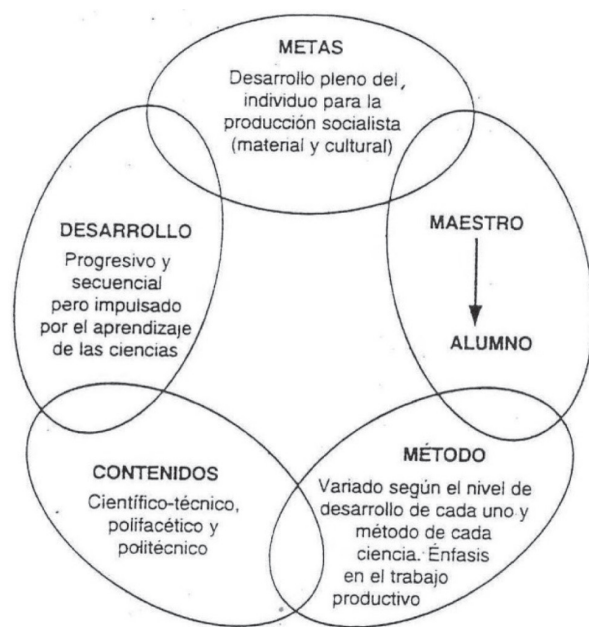 METAS
Desarrollo pleno del
individuo para la
producción socialista
(material y cultural)
DESARROLLO
Progresivo y
secuencial
pero impulsado
por el aprendizaje
de las ciencias
MAESTRO
ALUMNO
CONTENIDOS
Científico-técnico,
polifacético y
politécnico
MÉTODO
Variado según el nivel de
desarrollo de cada uno y
método de cada
ciencia. Énfasis
en el trabajo
productivo